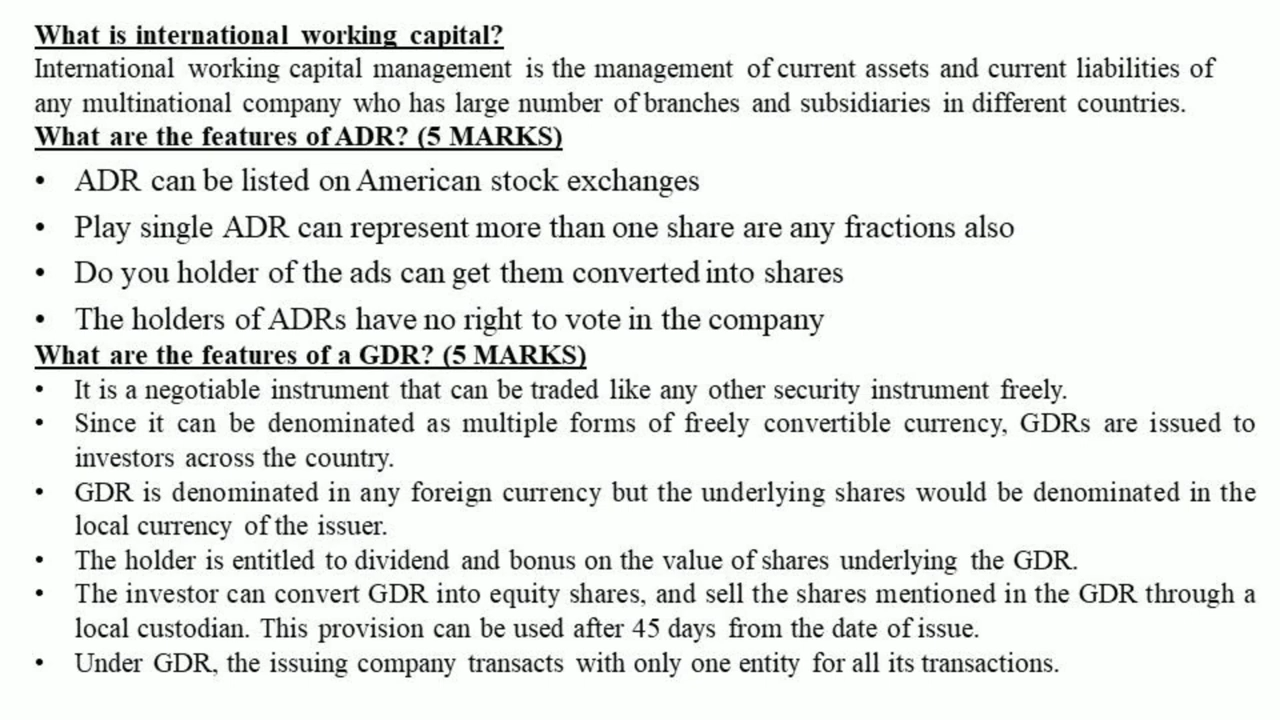 What is international working capital?
International working capital management is the management of current assets and current liabilities of
any multinational company who has large number of branches and subsidiaries in different countries.
What are the features of ADR? (5 MARKS)
• ADR can be listed on American stock exchanges
• Play single ADR can represent more than one share are any fractions also
• Do you holder of the ads can get them converted into shares
• The holders of ADRs have no right to vote in the company
What are the features of a GDR? (5 MARKS)
• It is a negotiable instrument that can be traded like any other security instrument freely.
• Since it can be denominated as multiple forms of freely convertible currency, GDRs are issued to
investors across the country.
• GDR is denominated in any foreign currency but the underlying shares would be denominated in the
local currency of the issuer.
• The holder is entitled to dividend and bonus on the value of shares underlying the GDR.
• The investor can convert GDR into equity shares, and sell the shares mentioned in the GDR through a
local custodian. This provision can be used after 45 days from the date of issue.
• Under GDR, the issuing company transacts with only one entity for all its transactions.